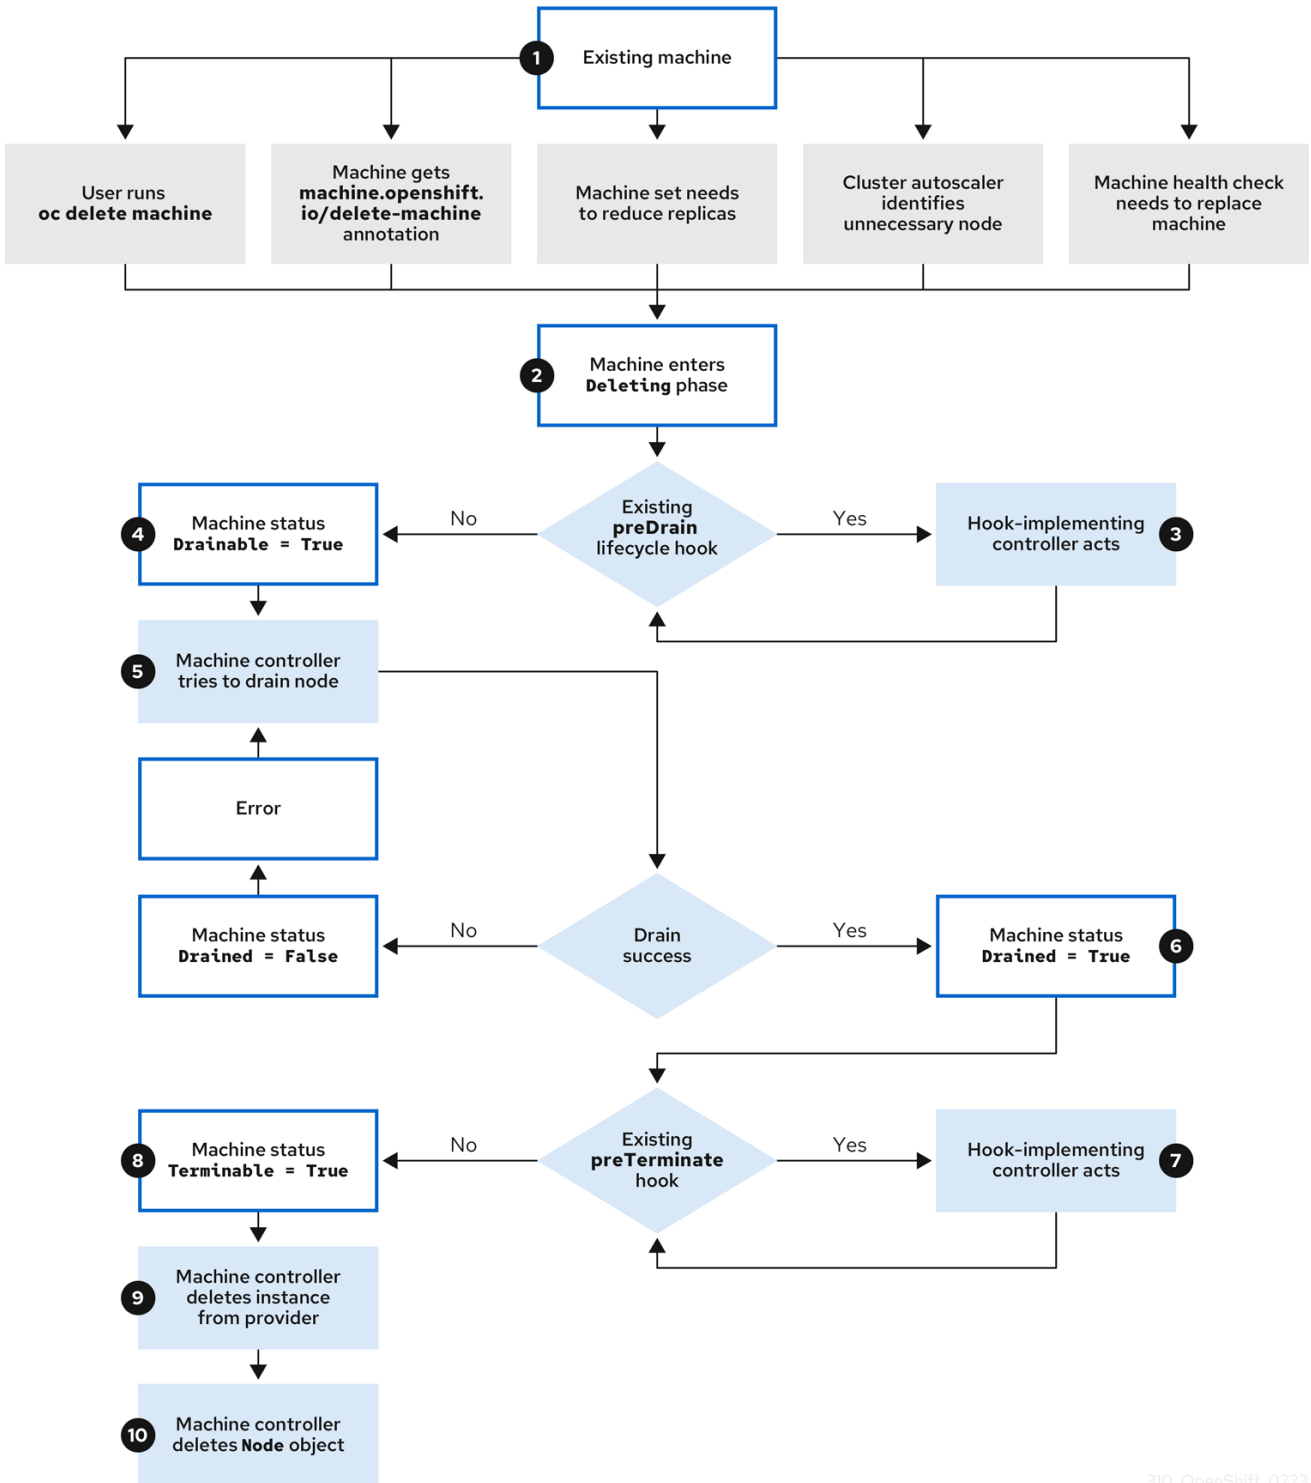 1
Existing machine
User runs
oc delete machine
Machine gets
machine.openshift.
io/delete-machine
annotation
Machine set needs
to reduce replicas
Cluster autoscaler
identifies
unnecessary node
Machine health check
needs to replace
machine
2
Machine enters
Deleting phase
4
Machine status
Drainable = True
No
Existing
preDrain
lifecycle hook
Yes
Hook-implementing
controller acts
3
5
Machine controller
tries to drain node
Error
Machine status
Drained = False
No
Drain
success
Yes
Machine status
Drained = True
6
8
Machine status
Terminable = True
No
Existing
preTerminate
hook
Yes
Hook-implementing
controller acts
7
9
Machine controller
deletes instance
from provider
10
Machine controller
deletes Node object
310_OpenShift_0223